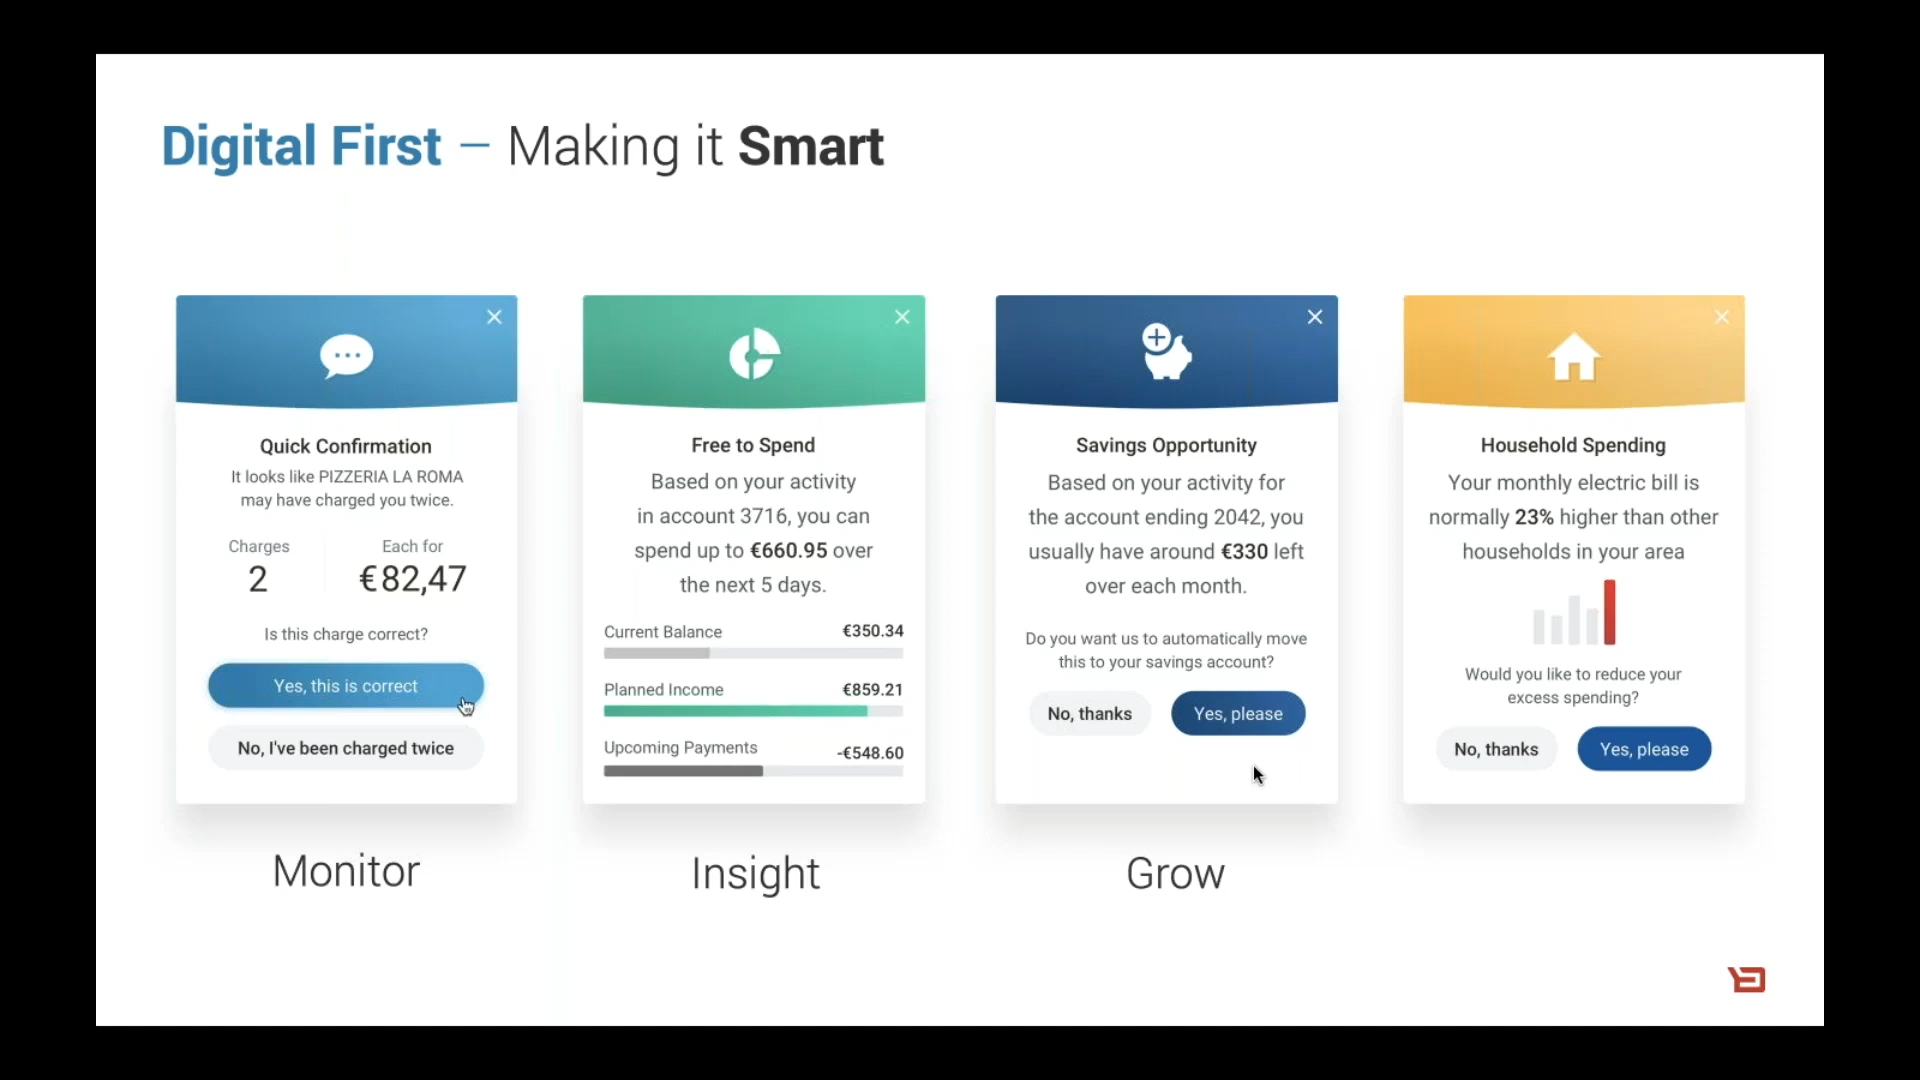 Digital First – Making it Smart
Quick Confirmation
It looks like PIZZERIA LA ROMA
may have charged you twice.
Charges
2
Each for
€82,47
Is this charge correct?
Yes, this is correct
No, I've been charged twice
Monitor
Free to Spend
Based on your activity
in account 3716, you can
spend up to €660.95 over
the next 5 days.
Current Balance €350.34
Planned Income €859.21
Upcoming Payments -€548.60
Insight
Savings Opportunity
Based on your activity for
the account ending 2042, you
usually have around €330 left
over each month.
Do you want us to automatically move
this to your savings account?
No, thanks Yes, please
Grow
Household Spending
Your monthly electric bill is
normally 23% higher than other
households in your area
Would you like to reduce your
excess spending?
No, thanks Yes, please